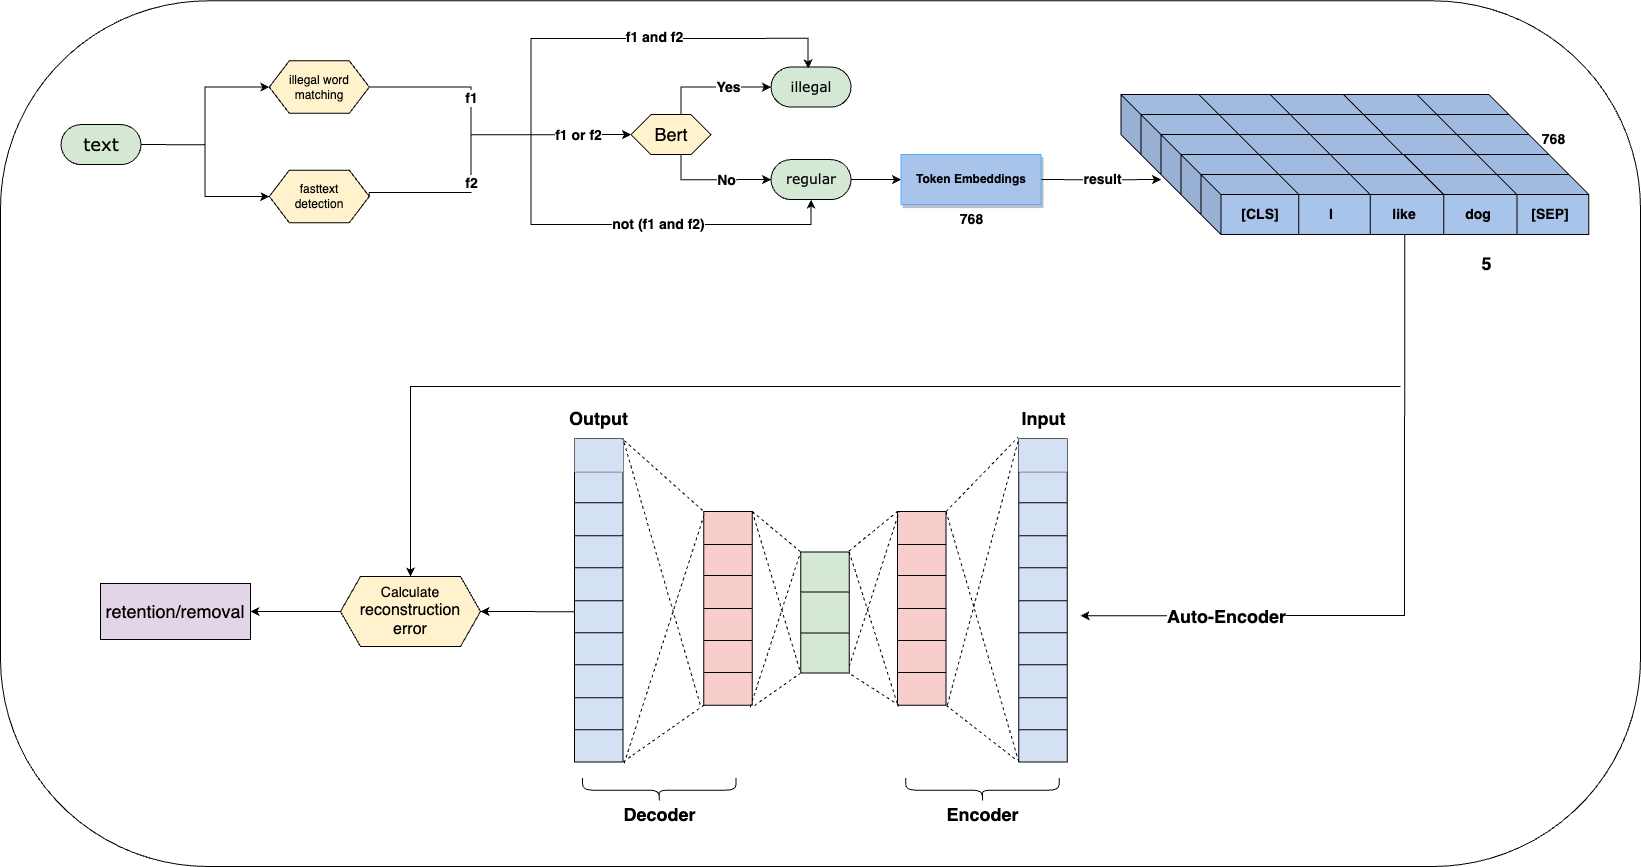 f1 and f2
illegal word
matching
f1
Yes
illegal
text
f1 or f2
Bert
768
fasttext
detection
f2
No
regular
Token Embeddings
result
768
not (f1 and f2)
[CLS]
I
like
dog
[SEP]
5
Output
Input
Calculate
reconstruction
error
retention/removal
Auto-Encoder
Decoder
Encoder